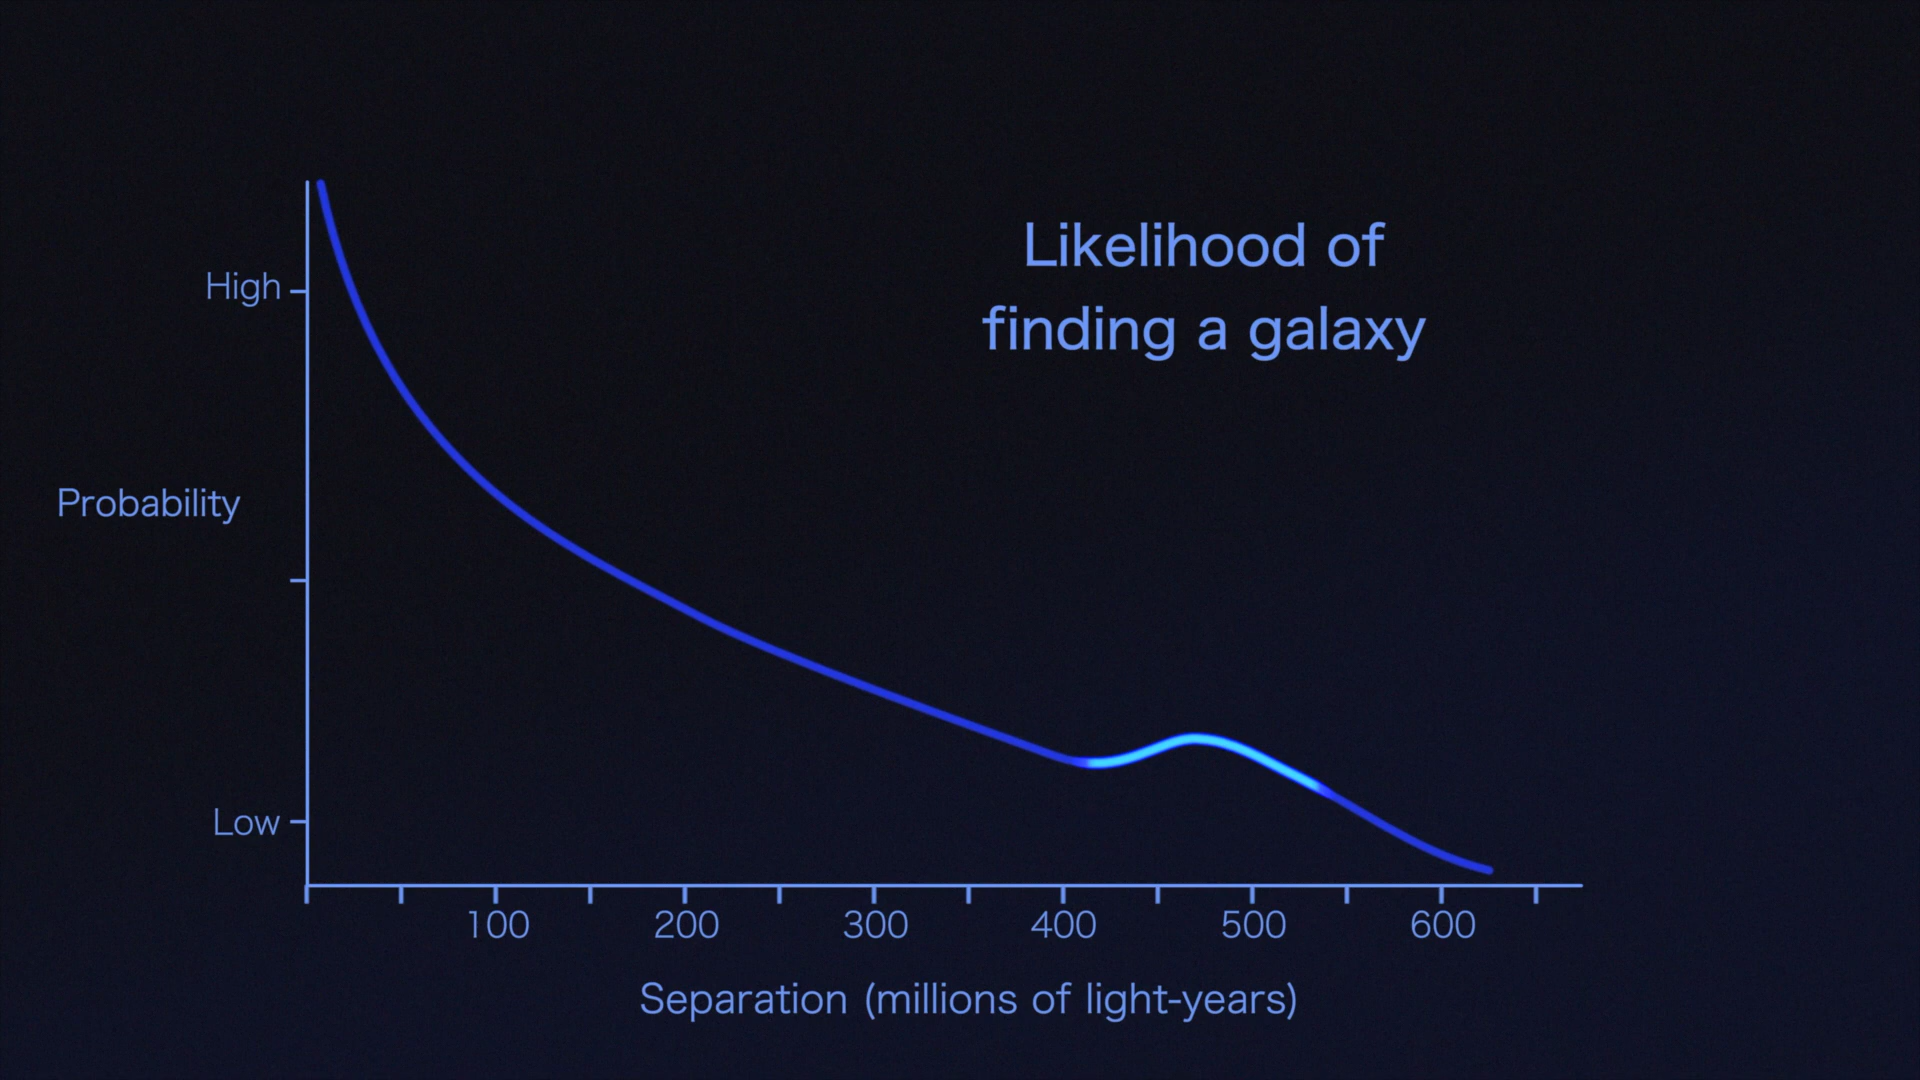 Likelihood of
finding a galaxy
High
Probability
Low
100 200 300 400 500 600
Separation (millions of light-years)